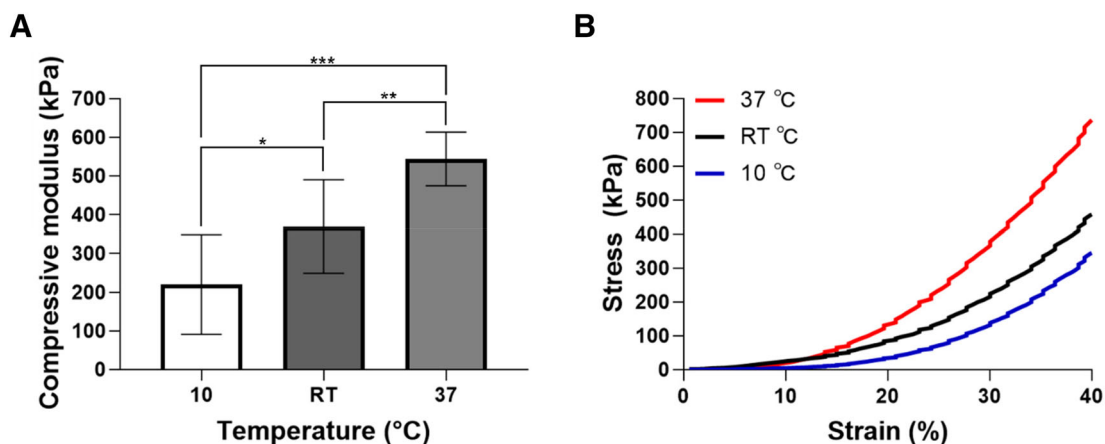 A
Compressive modulus (kPa)
700
600
500
400
300
200
100
0
***
**
*
10 RT 37
Temperature (°C)
B
Stress (kPa)
800
700
600
500
400
300
200
100
0
37 °C
RT °C
10 °C
0 10 20 30 40
Strain (%)